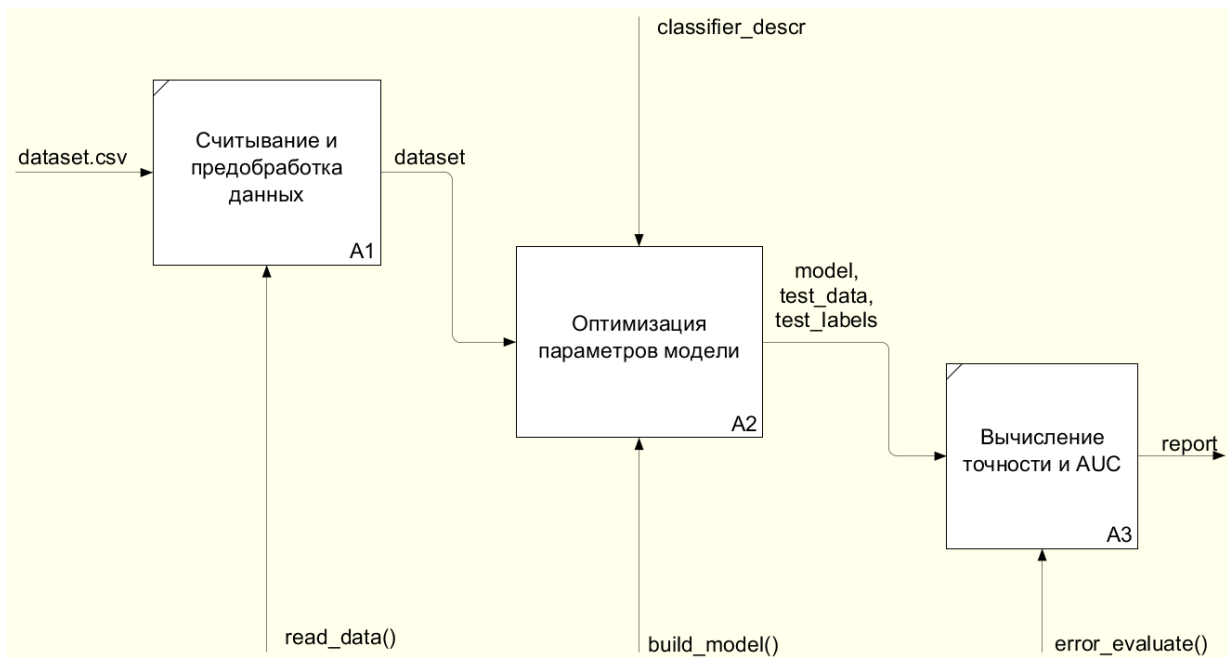 classifier_descr
dataset.csv
Считывание и
предобработка
данных
A1
dataset
Оптимизация
параметров модели
A2
model,
test_data,
test_labels
Вычисление
точности и AUC
A3
report
read_data()
build_model()
error_evaluate()